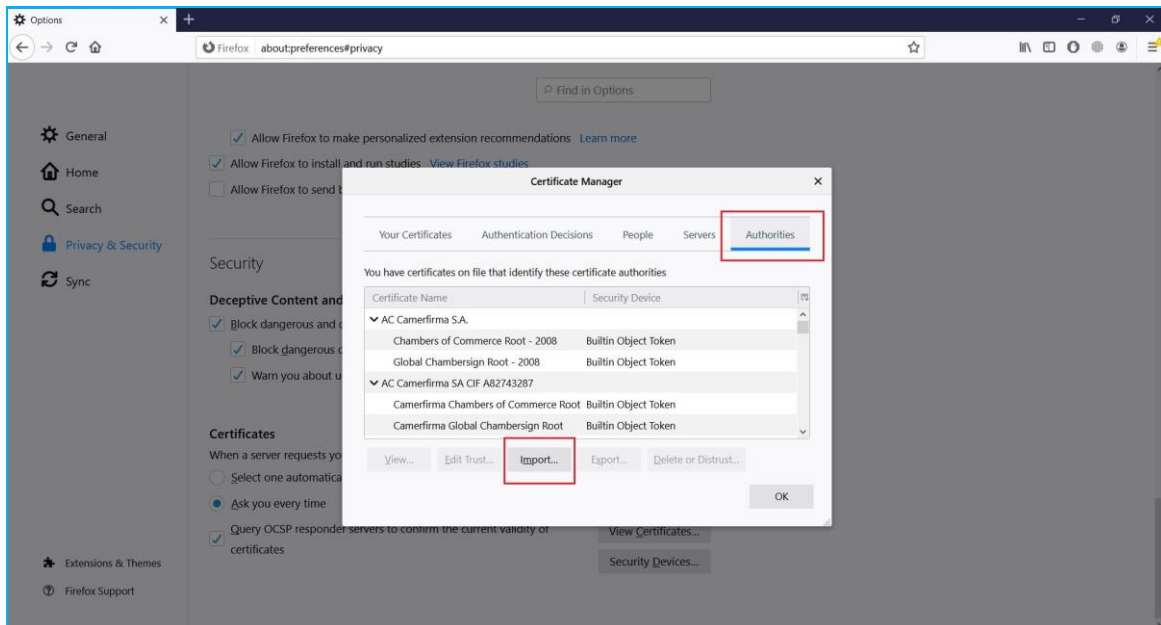 Options
Firefox about:preferences#privacy
Find in Options
General
Home
Search
Privacy & Security
Sync
Extensions & Themes
Firefox Support
Allow Firefox to make personalized extension recommendations Learn more
Allow Firefox to install and run studies View Firefox studies
Allow Firefox to send b
Security
Deceptive Content and
Block dangerous and d
Block dangerous d
Warn you about u
Certificates
When a server requests yo
Select one automatica
Ask you every time
Query OCSP responder servers to confirm the current validity of
certificates
View Certificates...
Security Devices...
Certificate Manager
Your Certificates Authentication Decisions People Servers Authorities
You have certificates on file that identify these certificate authorities
Certificate Name Security Device
AC Camerfirma S.A.
Chambers of Commerce Root - 2008 Builtin Object Token
Global Chambersign Root - 2008 Builtin Object Token
AC Camerfirma SA CIF A82743287
Camerfirma Chambers of Commerce Root Builtin Object Token
Camerfirma Global Chambersign Root Builtin Object Token
View... Edit Trust... Import... Export... Delete or Distrust...
OK